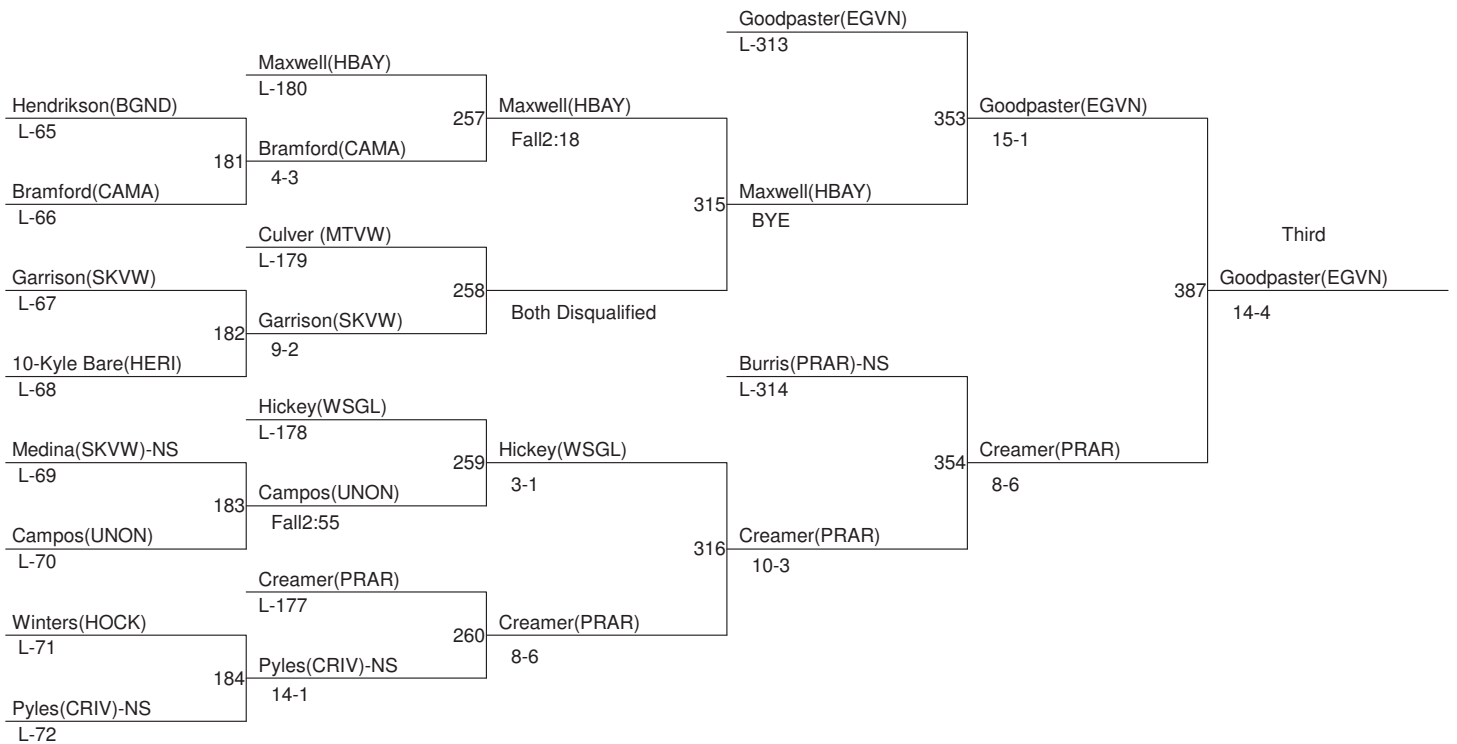 Goodpaster(EGVN)
L-313
Maxwell(HBAY)
L-180
Hendrikson(BGND)
L-65
257
Maxwell(HBAY)
Fall2:18
353
Goodpaster(EGVN)
15-1
181
Bramford(CAMA)
4-3
Bramford(CAMA)
L-66
315
Maxwell(HBAY)
BYE
Culver (MTVW)
L-179
Third
Garrison(SKVW)
L-67
258
Both Disqualified
387
Goodpaster(EGVN)
14-4
182
Garrison(SKVW)
9-2
10-Kyle Bare(HERI)
L-68
Burris(PRAR)-NS
L-314
Hickey(WSGL)
L-178
Medina(SKVW)-NS
L-69
259
Hickey(WSGL)
3-1
354
Creamer(PRAR)
8-6
183
Campos(UNON)
Fall2:55
Campos(UNON)
L-70
316
Creamer(PRAR)
10-3
Creamer(PRAR)
L-177
Winters(HOCK)
L-71
260
Creamer(PRAR)
8-6
184
Pyles(CRIV)-NS
14-1
Pyles(CRIV)-NS
L-72